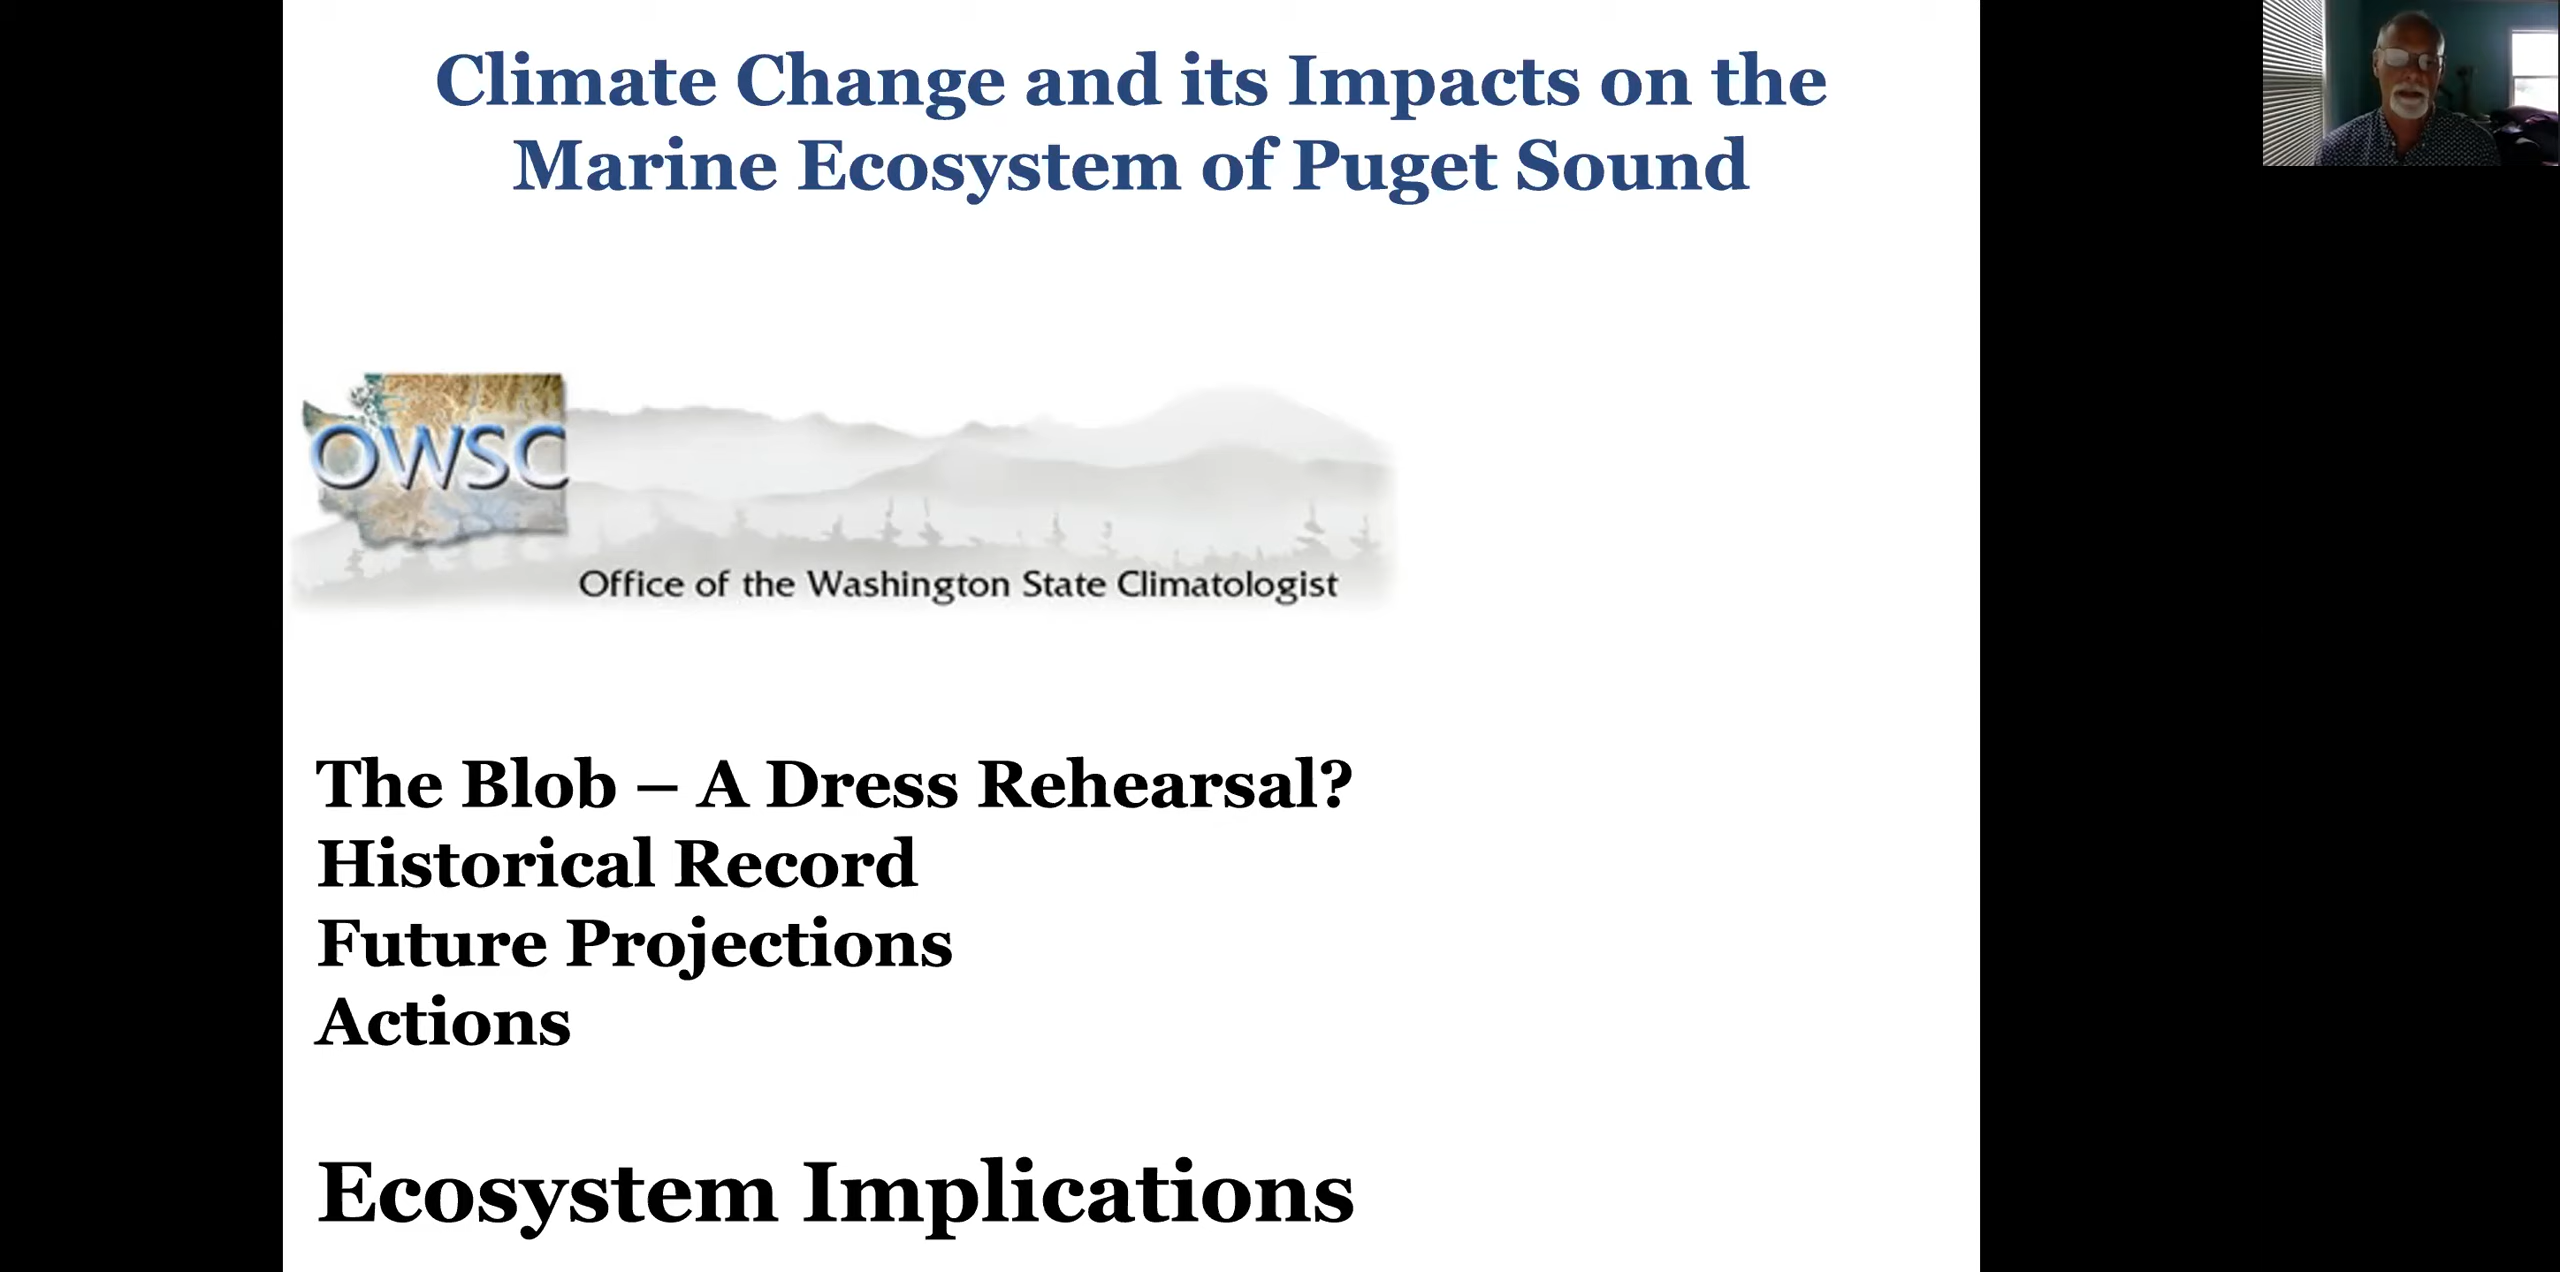 Climate Change and its Impacts on the
Marine Ecosystem of Puget Sound
OWSC
Office of the Washington State Climatologist
The Blob – A Dress Rehearsal?
Historical Record
Future Projections
Actions
Ecosystem Implications